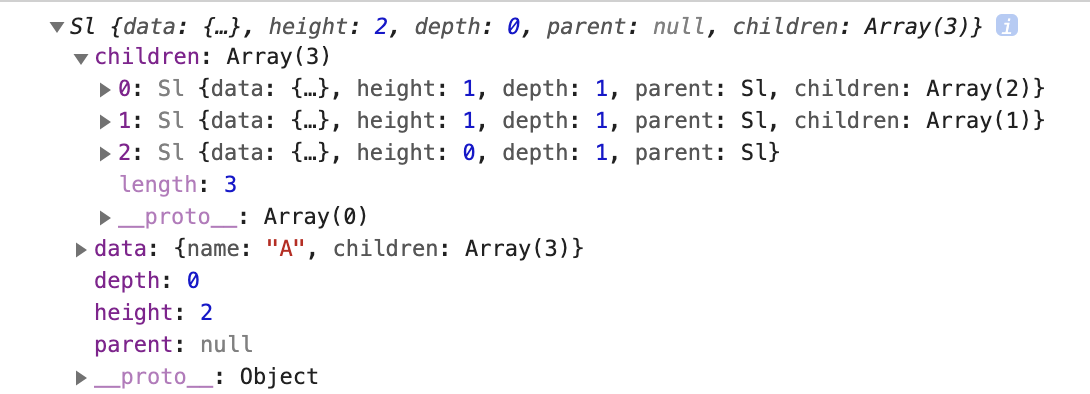 ▼Sl {data: {…}, height: 2, depth: 0, parent: null, children: Array(3)} i
▼children: Array(3)
▶0: Sl {data: {…}, height: 1, depth: 1, parent: Sl, children: Array(2)}
▶1: Sl {data: {…}, height: 1, depth: 1, parent: Sl, children: Array(1)}
▶2: Sl {data: {…}, height: 0, depth: 1, parent: Sl}
length: 3
▶__proto__: Array(0)
▶data: {name: "A", children: Array(3)}
depth: 0
height: 2
parent: null
▶__proto__: Object